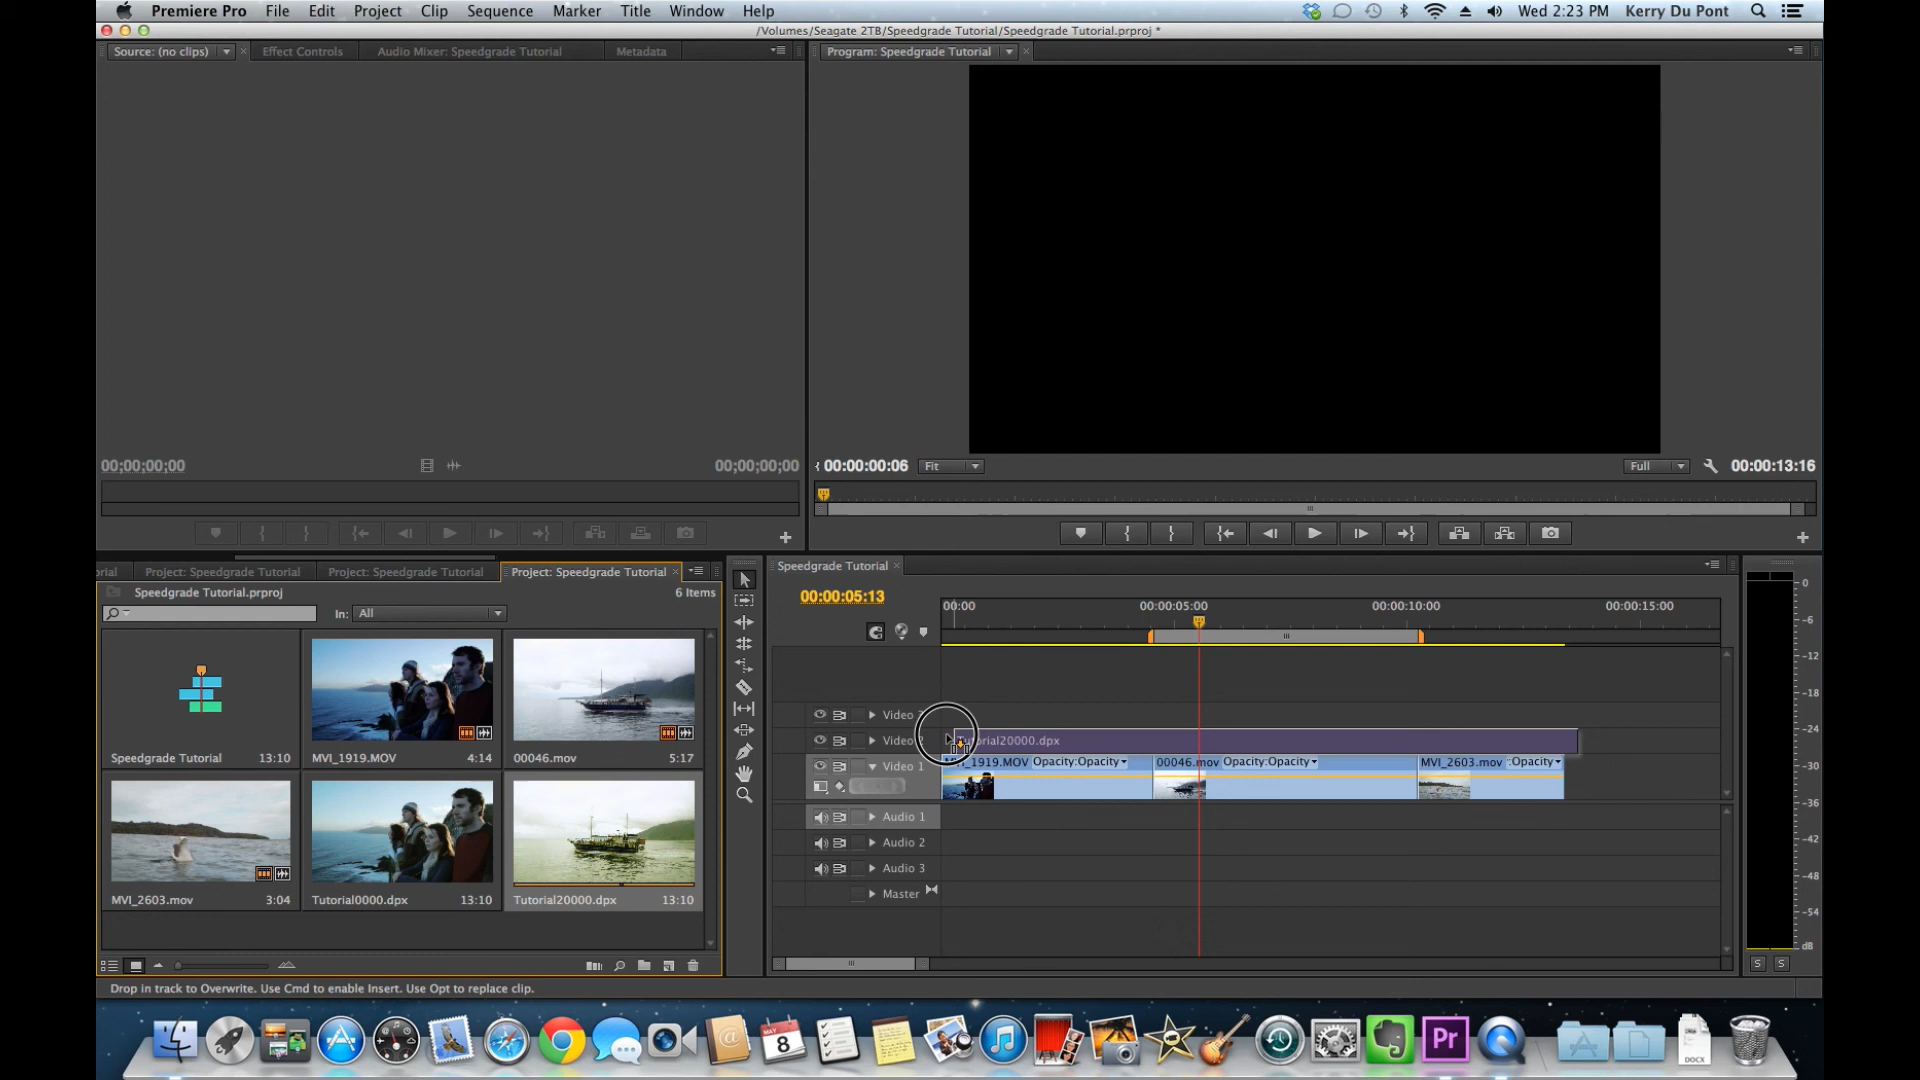 Premiere Pro File Edit Project Clip Sequence Marker Title Window Help Wed 2:23 PM Kerry Du Pont
/Volumes/Seagate 2TB/Speedgrade Tutorial/Speedgrade Tutorial.prproj *
Source: (no clips) Effect Controls Audio Mixer: Speedgrade Tutorial Metadata Program: Speedgrade Tutorial
00;00;00;00 00;00;00;00 00:00:00:06 Fit Full 00:00:13:16
rial Project: Speedgrade Tutorial Project: Speedgrade Tutorial Project: Speedgrade Tutorial
Speedgrade Tutorial
Speedgrade Tutorial.prproj 6 Items
00:00:05:13
In: All
00:00 00:00:05:00 00:00:10:00 00:00:15:00
Speedgrade Tutorial 13:10 MVI_1919.MOV 4:14 00046.mov 5:17
MVI_2603.mov 3:04 Tutorial0000.dpx 13:10 Tutorial20000.dpx 13:10
Video
Video Tutorial20000.dpx
Video 1 MVI_1919.MOV Opacity:Opacity 00046.mov Opacity:Opacity MVI_2603.mov :Opacity
Audio 1
Audio 2
Audio 3
Master
0
-6
-12
-18
-24
-30
-36
-42
-48
-54
dB
S S
Drop in track to Overwrite. Use Cmd to enable Insert. Use Opt to replace clip.
MAY
8
Pr
DOCX